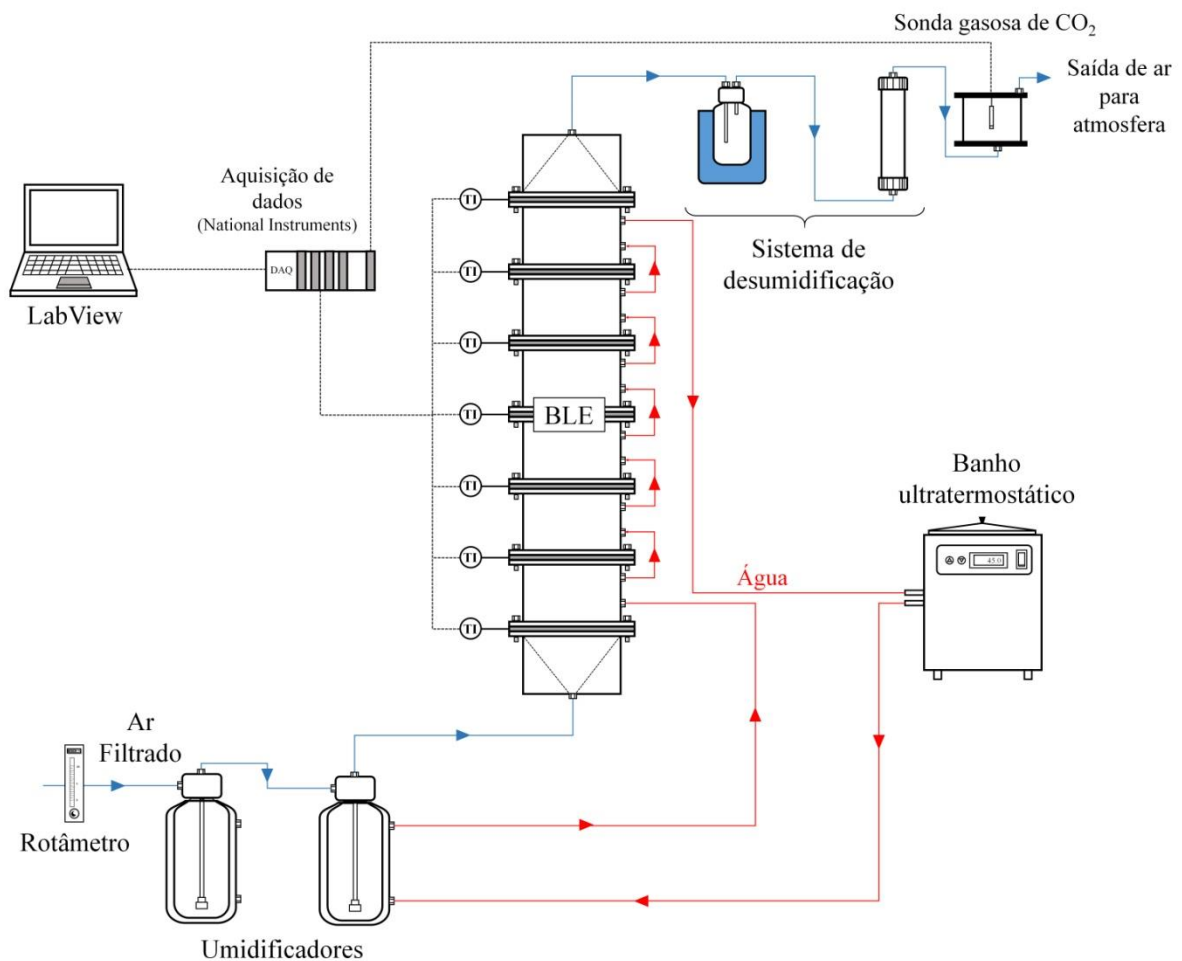 Sonda gasosa de CO₂
Saída de ar
para
atmosfera
Aquisição de
dados
(National Instruments)
DAQ
LabView
TI
TI
TI
TI
TI
TI
TI
BLE
Sistema de
desumidificação
Banho
ultratermostático
45.0
Água
Ar
Filtrado
Rotâmetro
Umidificadores